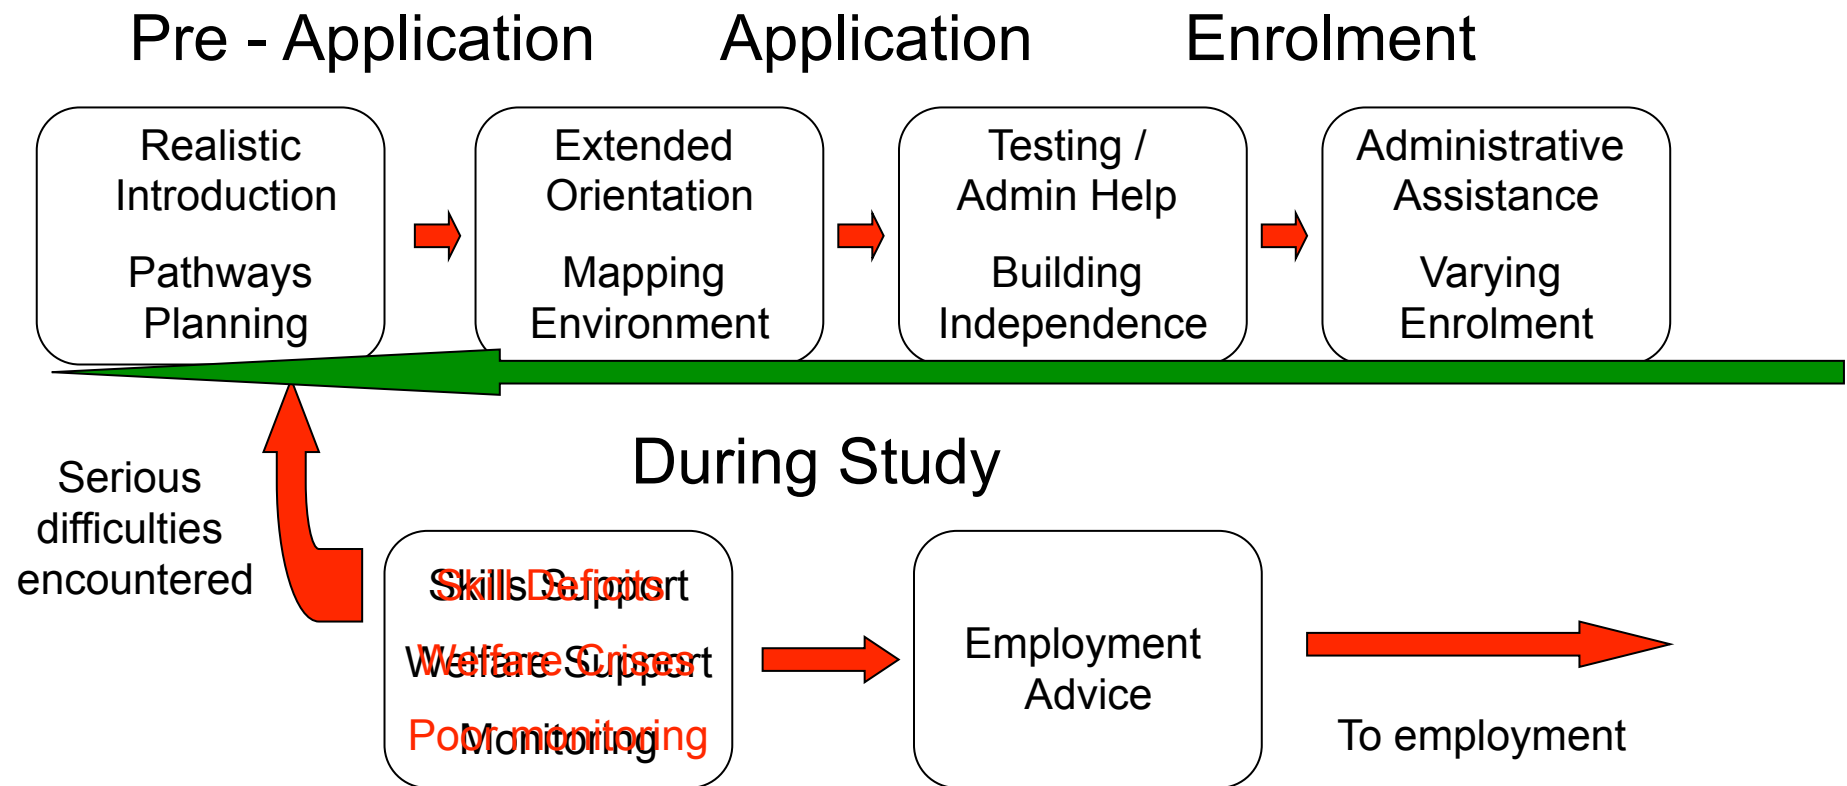 Pre - Application
Application
Enrolment
Realistic
Introduction
Pathways
Planning
Extended
Orientation
Mapping
Environment
Testing /
Admin Help
Building
Independence
Administrative
Assistance
Varying
Enrolment
During Study
Serious
difficulties
encountered
Skills Support
Skill Deficits
Welfare Support
Welfare Crises
Monitoring
Poor monitoring
Employment
Advice
To employment